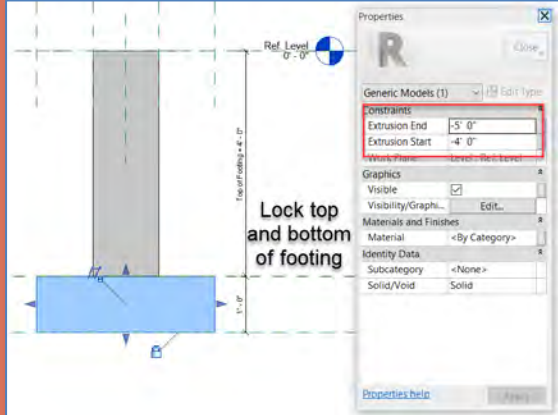 Ref. Level
0' - 0"
Top of Footing = 4' - 0"
1' - 0"
Lock top
and bottom
of footing
Properties
R
Close
Generic Models (1)
Edit Type
Constraints
Extrusion End -5' 0"
Extrusion Start -4' 0"
Work Plane Level : Ref. Level
Graphics
Visible
Visibility/Graphi... Edit...
Materials and Finishes
Material <By Category>
Identity Data
Subcategory <None>
Solid/Void Solid
Properties help
Apply